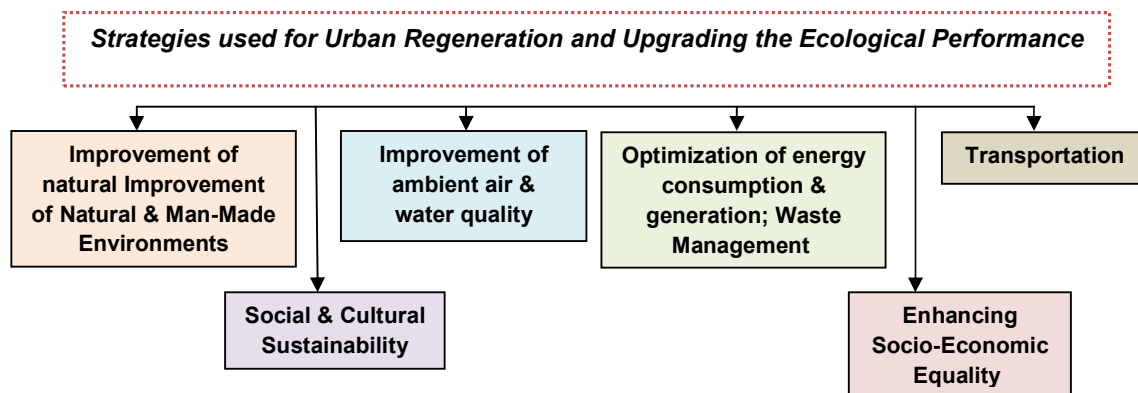 Strategies used for Urban Regeneration and Upgrading the Ecological Performance
Improvement of
natural Improvement
of Natural & Man-Made
Environments
Improvement of
ambient air &
water quality
Optimization of energy
consumption &
generation; Waste
Management
Transportation
Social & Cultural
Sustainability
Enhancing
Socio-Economic
Equality